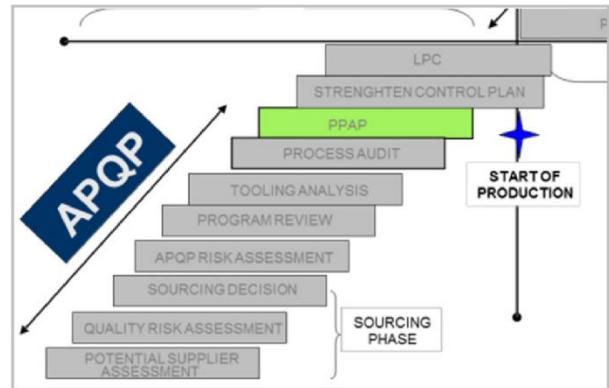 P
LPC
STRENGHTEN CONTROL PLAN
PPAP
PROCESS AUDIT
START OF
PRODUCTION
APQP
TOOLING ANALYSIS
PROGRAM REVIEW
APQP RISK ASSESSMENT
SOURCING DECISION
SOURCING
PHASE
QUALITY RISK ASSESSMENT
POTENTIAL SUPPLIER
ASSESSMENT